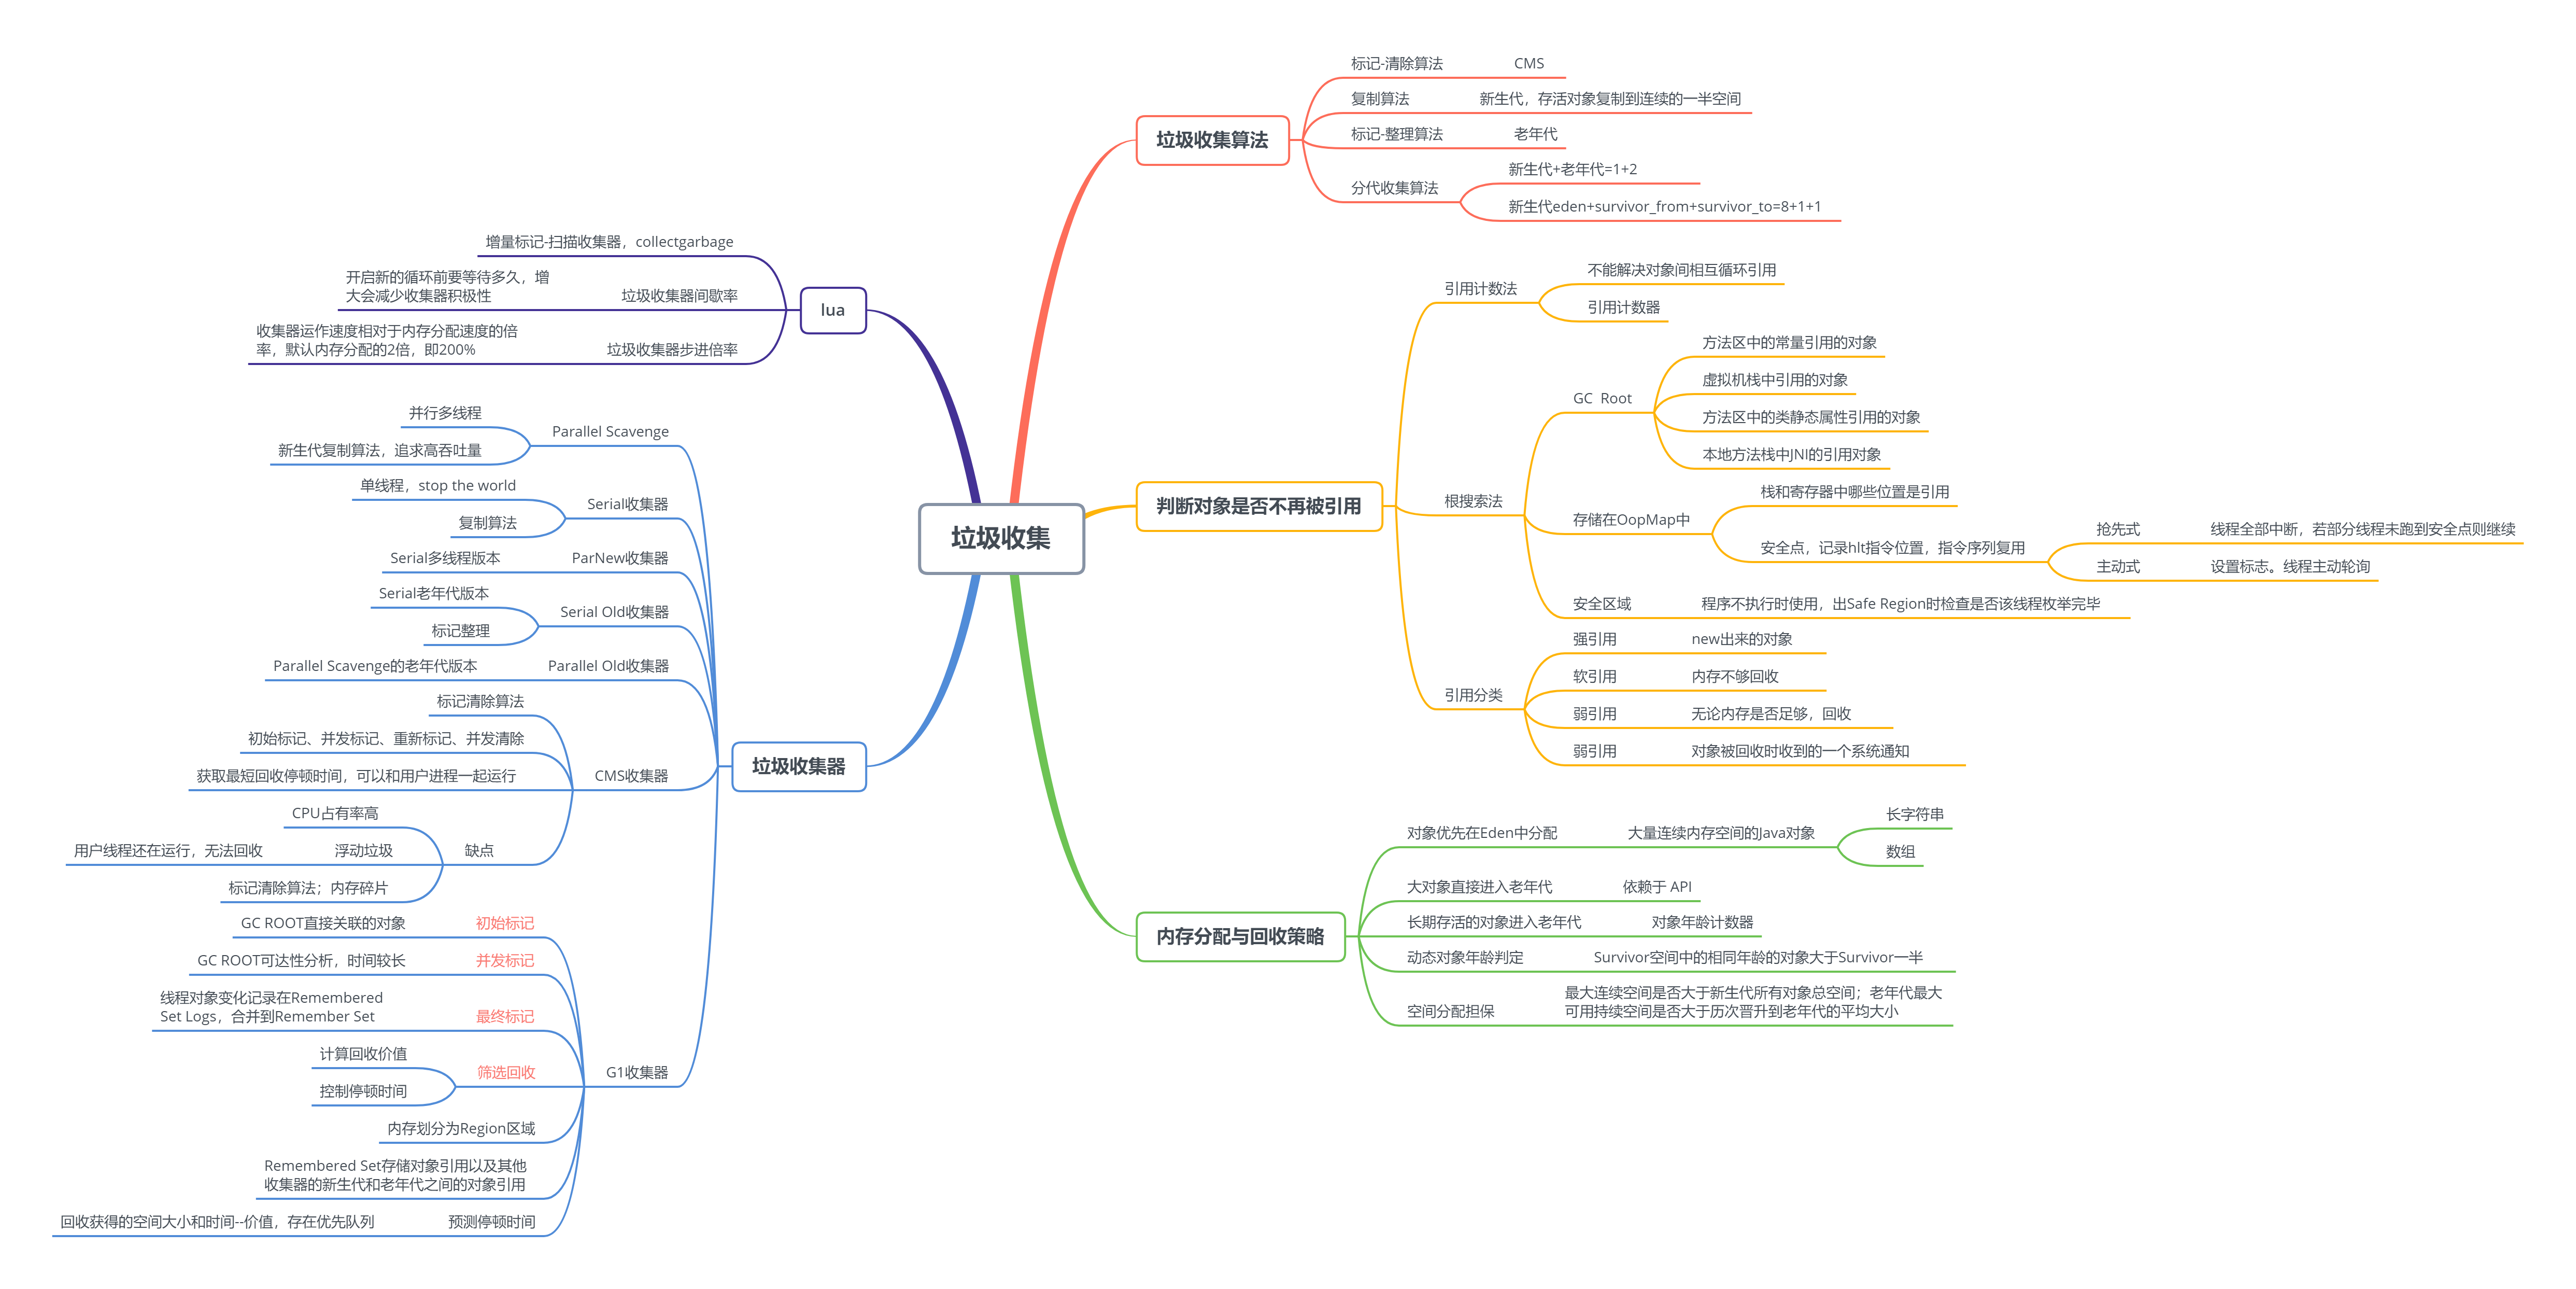 垃圾收集
垃圾收集算法
标记-清除算法
CMS
复制算法
新生代，存活对象复制到连续的一半空间
标记-整理算法
老年代
分代收集算法
新生代+老年代=1+2
新生代eden+survivor_from+survivor_to=8+1+1
判断对象是否不再被引用
引用计数法
不能解决对象间相互循环引用
引用计数器
根搜索法
GC Root
方法区中的常量引用的对象
虚拟机栈中引用的对象
方法区中的类静态属性引用的对象
本地方法栈中JNI的引用对象
存储在OopMap中
栈和寄存器中哪些位置是引用
安全点，记录hlt指令位置，指令序列复用
抢先式
线程全部中断，若部分线程未跑到安全点则继续
主动式
设置标志。线程主动轮询
安全区域
程序不执行时使用，出Safe Region时检查是否该线程枚举完毕
引用分类
强引用
new出来的对象
软引用
内存不够回收
弱引用
无论内存是否足够，回收
弱引用
对象被回收时收到的一个系统通知
内存分配与回收策略
对象优先在Eden中分配
大量连续内存空间的Java对象
长字符串
数组
大对象直接进入老年代
依赖于 API
长期存活的对象进入老年代
对象年龄计数器
动态对象年龄判定
Survivor空间中的相同年龄的对象大于Survivor一半
空间分配担保
最大连续空间是否大于新生代所有对象总空间；老年代最大
可用持续空间是否大于历次晋升到老年代的平均大小
lua
增量标记-扫描收集器，collectgarbage
垃圾收集器间歇率
开启新的循环前要等待多久，增
大会减少收集器积极性
垃圾收集器步进倍率
收集器运作速度相对于内存分配速度的倍
率，默认内存分配的2倍，即200%
垃圾收集器
Parallel Scavenge
并行多线程
新生代复制算法，追求高吞吐量
Serial收集器
单线程，stop the world
复制算法
ParNew收集器
Serial多线程版本
Serial Old收集器
Serial老年代版本
标记整理
Parallel Old收集器
Parallel Scavenge的老年代版本
CMS收集器
标记清除算法
初始标记、并发标记、重新标记、并发清除
获取最短回收停顿时间，可以和用户进程一起运行
缺点
CPU占有率高
浮动垃圾
用户线程还在运行，无法回收
标记清除算法；内存碎片
G1收集器
初始标记
GC ROOT直接关联的对象
并发标记
GC ROOT可达性分析，时间较长
最终标记
线程对象变化记录在Remembered
Set Logs，合并到Remember Set
筛选回收
计算回收价值
控制停顿时间
内存划分为Region区域
Remembered Set存储对象引用以及其他
收集器的新生代和老年代之间的对象引用
预测停顿时间
回收获得的空间大小和时间--价值，存在优先队列